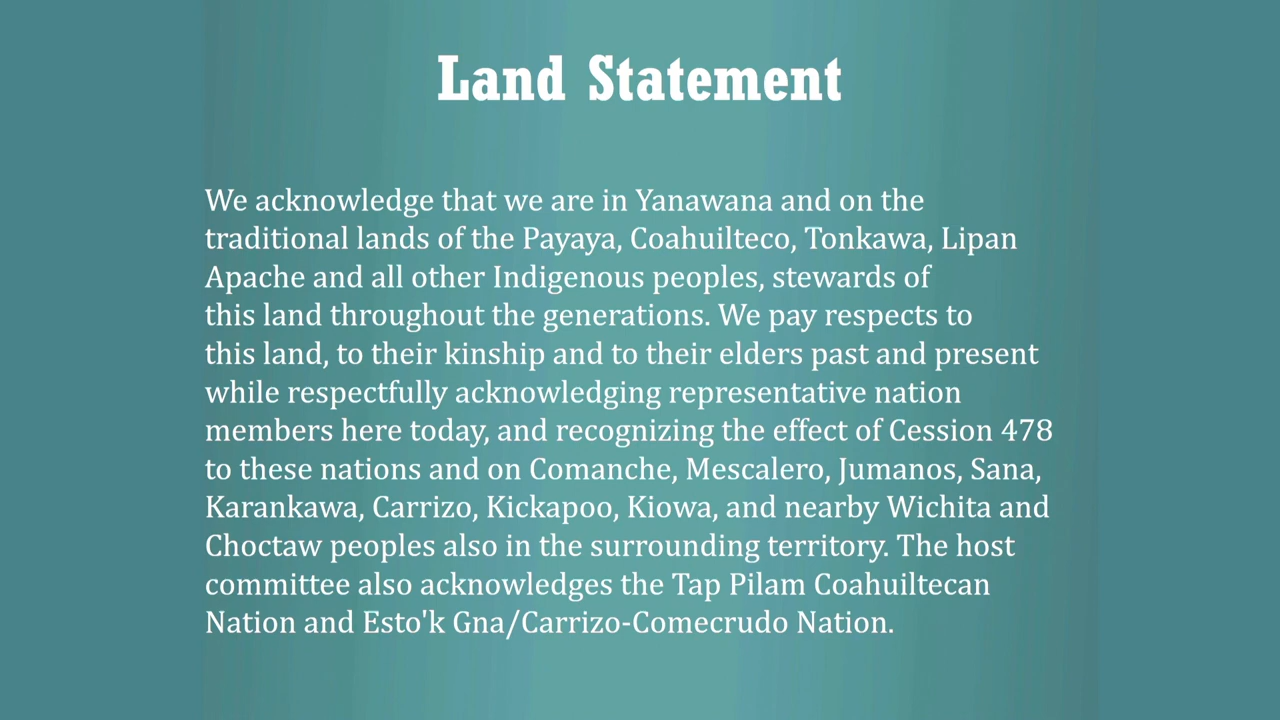 Land Statement
We acknowledge that we are in Yanawana and on the
traditional lands of the Payaya, Coahuilteco, Tonkawa, Lipan
Apache and all other Indigenous peoples, stewards of
this land throughout the generations. We pay respects to
this land, to their kinship and to their elders past and present
while respectfully acknowledging representative nation
members here today, and recognizing the effect of Cession 478
to these nations and on Comanche, Mescalero, Jumanos, Sana,
Karankawa, Carrizo, Kickapoo, Kiowa, and nearby Wichita and
Choctaw peoples also in the surrounding territory. The host
committee also acknowledges the Tap Pilam Coahuiltecan
Nation and Esto'k Gna/Carrizo-Comecrudo Nation.